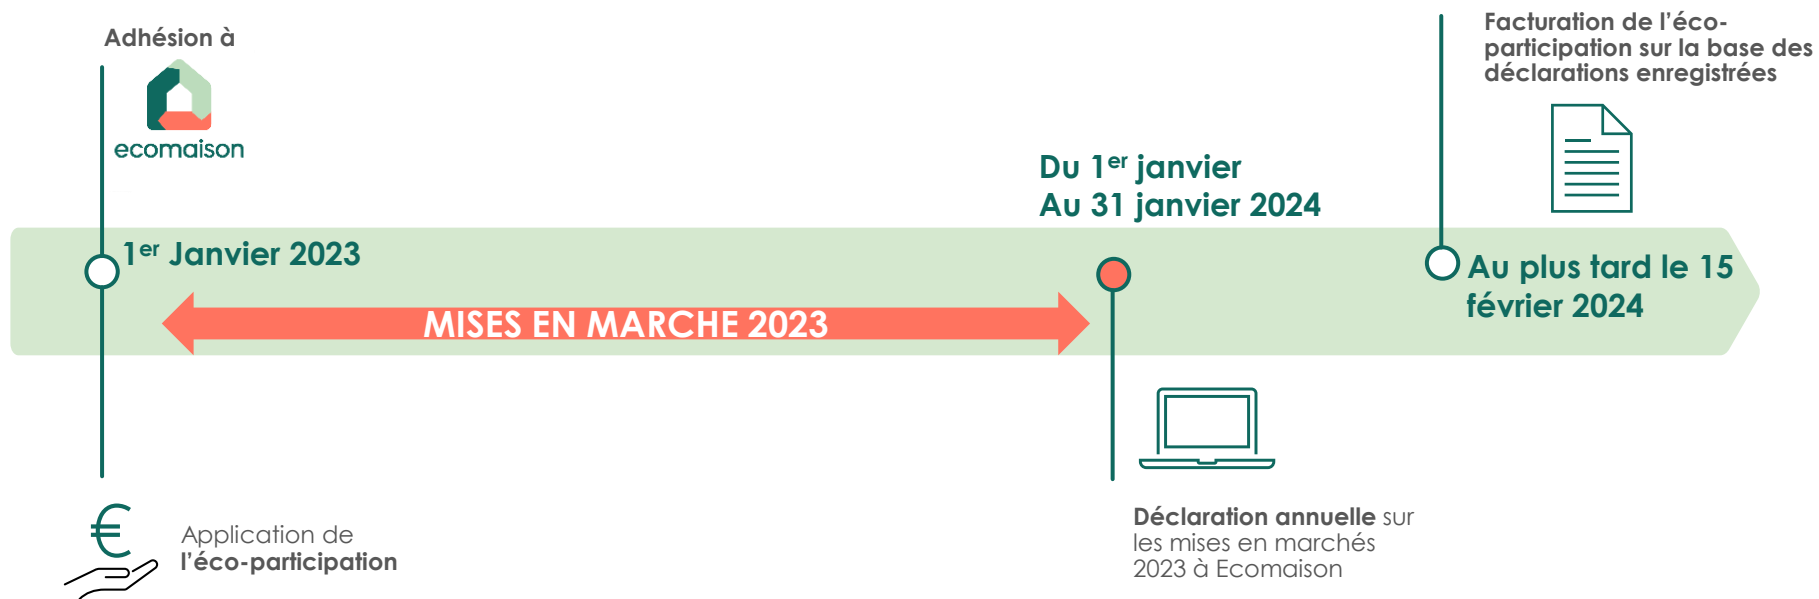 Adhésion à
ecomaison
1er Janvier 2023
MISES EN MARCHE 2023
€
Application de
l’éco-participation
Du 1er janvier
Au 31 janvier 2024
Déclaration annuelle sur
les mises en marchés
2023 à Ecomaison
Facturation de l’éco-
participation sur la base des
déclarations enregistrées
Au plus tard le 15
février 2024